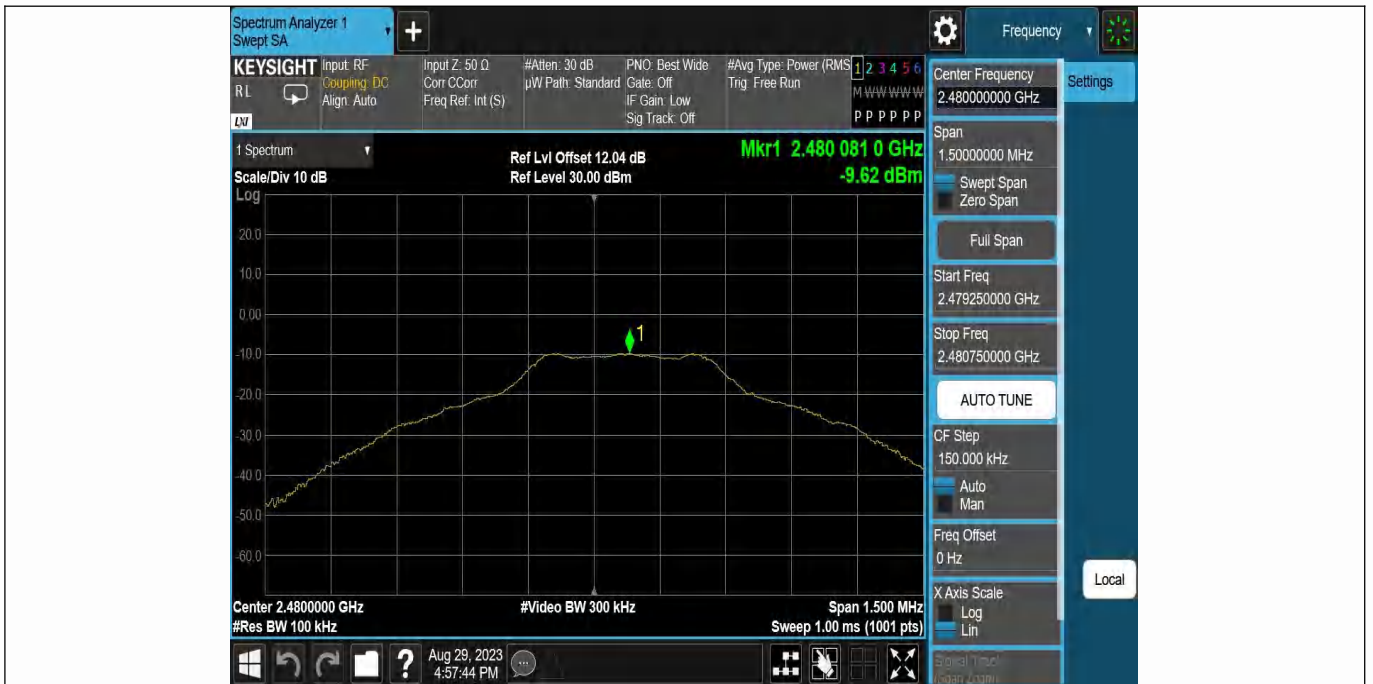 Spectrum Analyzer 1
Swept SA
+
Frequency
KEYSIGHT
RL
LXI
Input: RF
Coupling: DC
Align: Auto
Input Z: 50 Ω
Corr CCorr
Freq Ref: Int (S)
#Atten: 30 dB
µW Path: Standard
PNO: Best Wide
Gate: Off
IF Gain: Low
Sig Track: Off
#Avg Type: Power (RMS
Trig: Free Run
1 2 3 4 5 6
M W W W W W
P P P P P P
Center Frequency
2.480000000 GHz
Settings
1 Spectrum
Scale/Div 10 dB
Ref Lvl Offset 12.04 dB
Ref Level 30.00 dBm
Mkr1 2.480 081 0 GHz
-9.62 dBm
Span
1.50000000 MHz
Swept Span
Zero Span
Full Span
Start Freq
2.479250000 GHz
Stop Freq
2.480750000 GHz
AUTO TUNE
CF Step
150.000 kHz
Auto
Man
Freq Offset
0 Hz
X Axis Scale
Log
Lin
Signal Track
(Span Zoom)
Local
Log
20.0
10.0
0.00
-10.0
-20.0
-30.0
-40.0
-50.0
-60.0
1
Center 2.4800000 GHz
#Res BW 100 kHz
#Video BW 300 kHz
Span 1.500 MHz
Sweep 1.00 ms (1001 pts)
?
Aug 29, 2023
4:57:44 PM